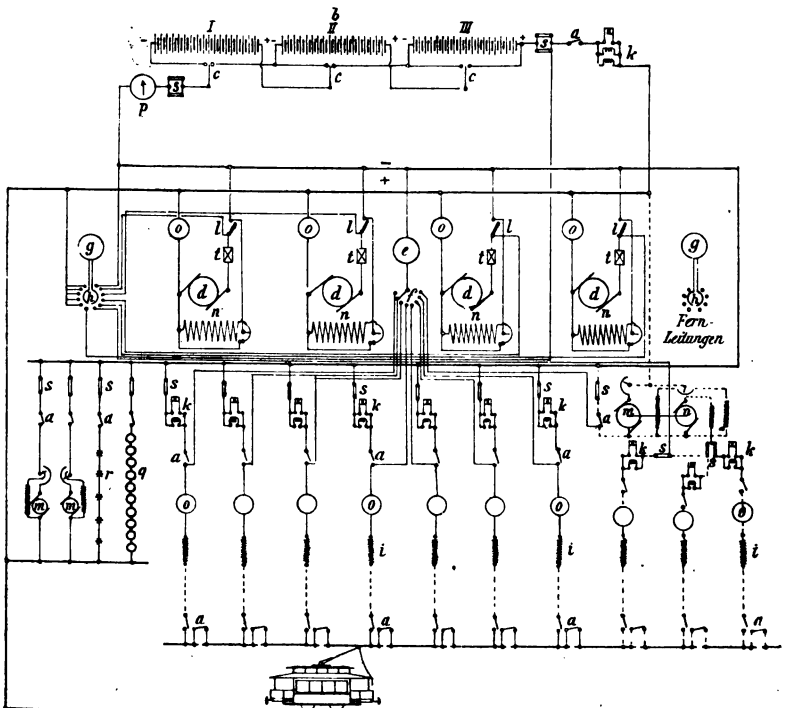 b
I II III
- + - + - +
s a
k
c c c
P s
-
+
o l o l e l o l
g t t t t g
h d d f d d h
n n n n
Fern-
Leitungen
s s s s s s
k k k m n
a a a a a a
k s s k
r q
m m
o o o o
i i i
a a a n